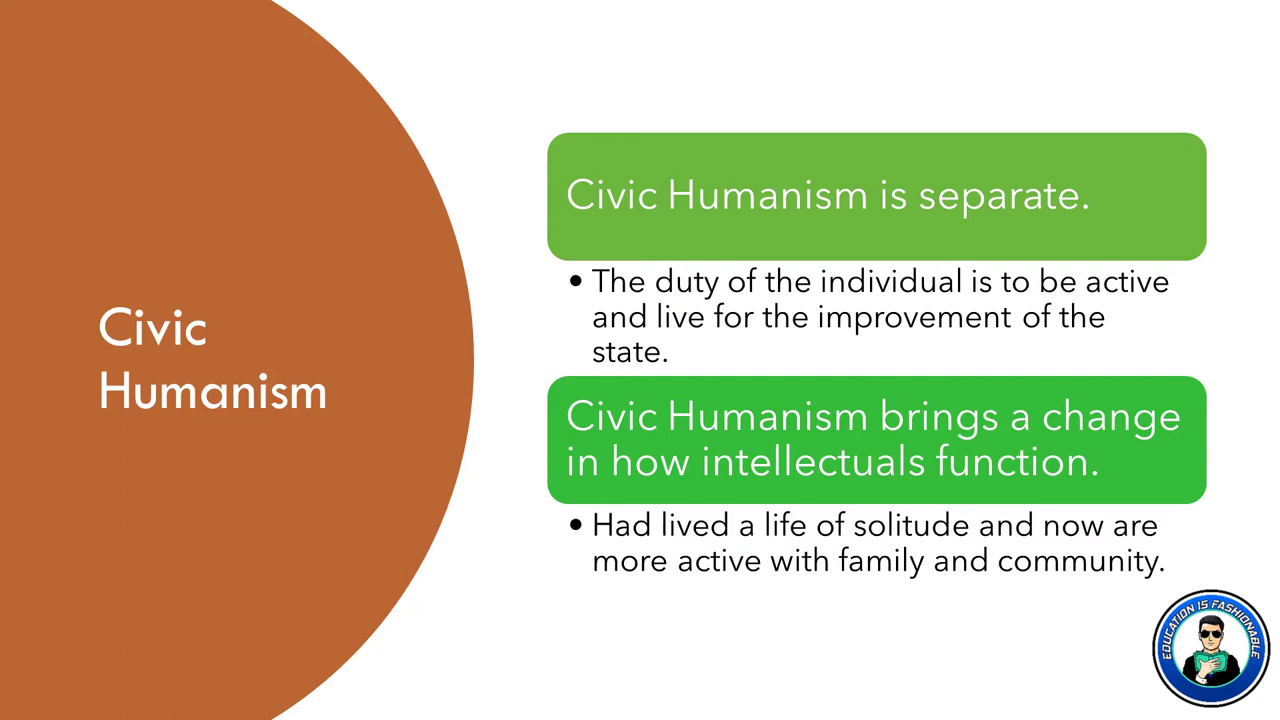 Civic
Humanism
Civic Humanism is separate.
• The duty of the individual is to be active
and live for the improvement of the
state.
Civic Humanism brings a change
in how intellectuals function.
• Had lived a life of solitude and now are
more active with family and community.
EDUCATION IS FASHIONABLE